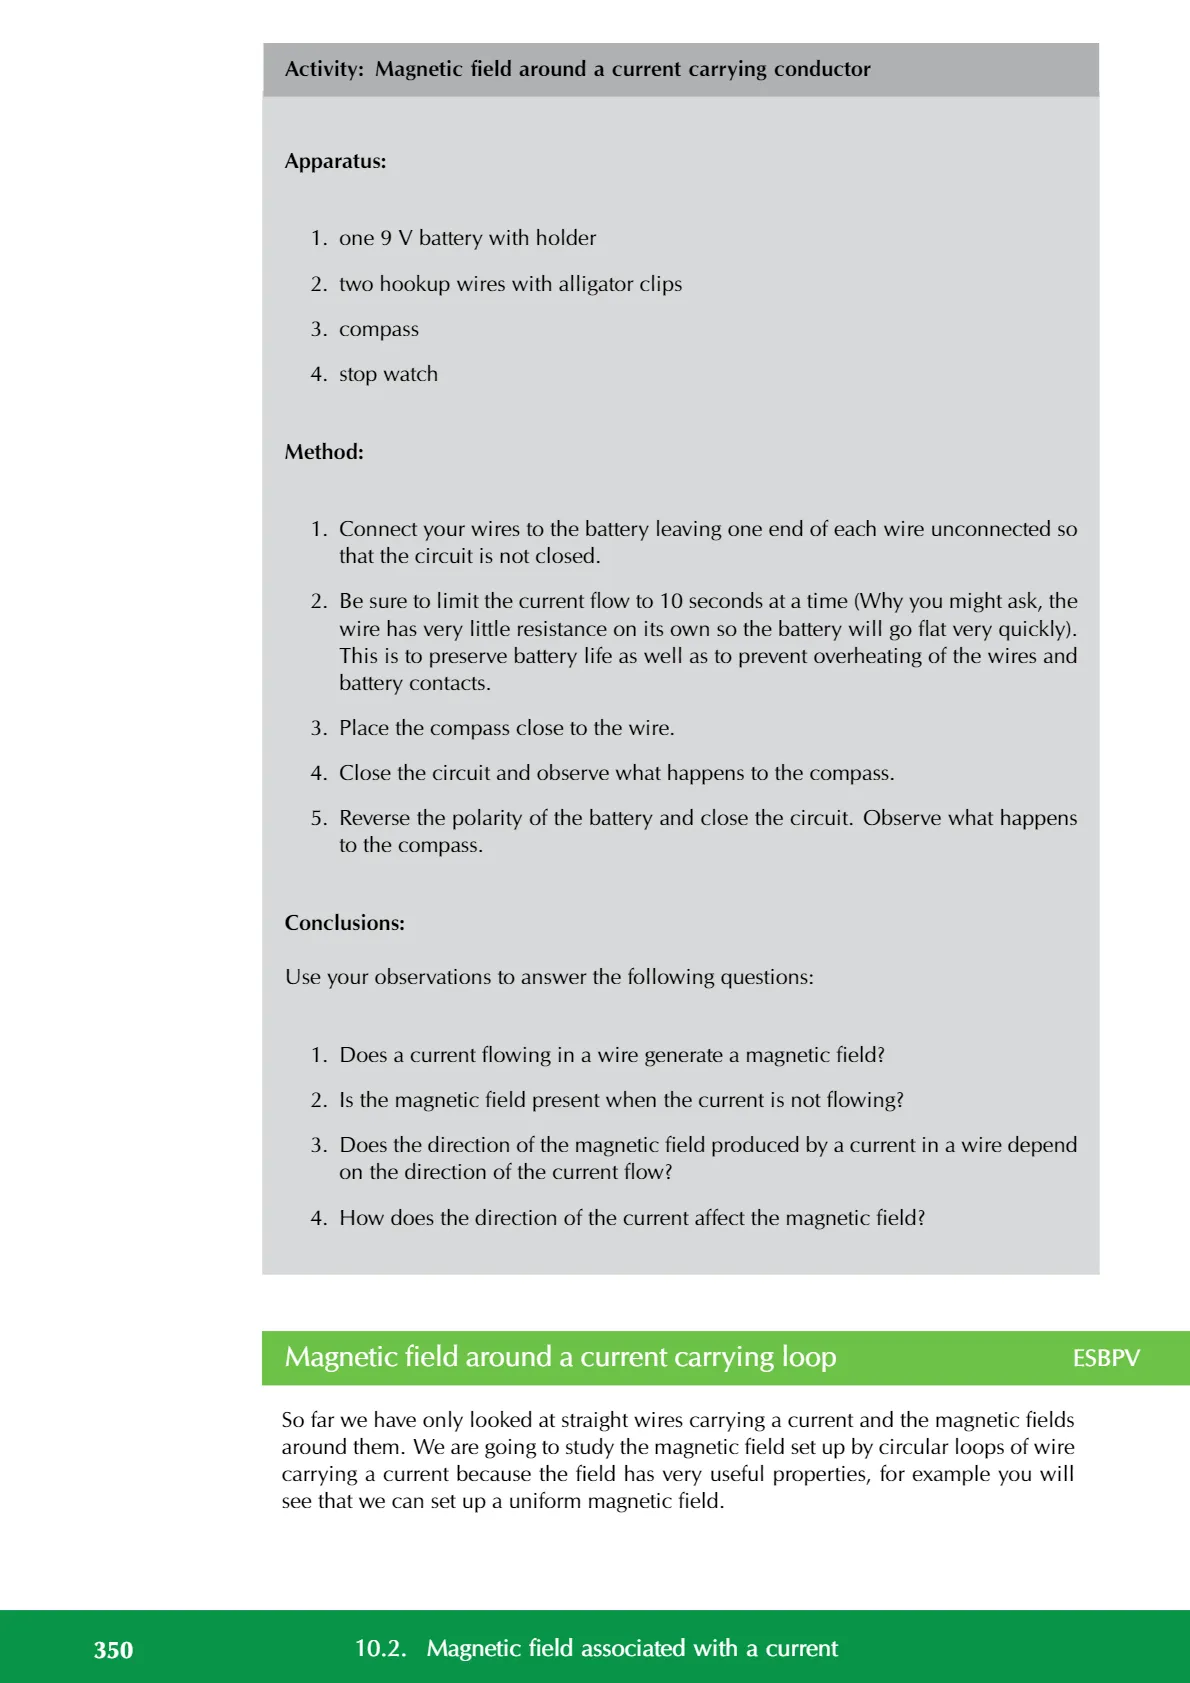 Activity: Magnetic field around a current carrying conductor
Apparatus:
1. one 9 V battery with holder
2. two hookup wires with alligator clips
3. compass
4. stop watch
Method:
1. Connect your wires to the battery leaving one end of each wire unconnected so
that the circuit is not closed.
2. Be sure to limit the current flow to 10 seconds at a time (Why you might ask, the
wire has very little resistance on its own so the battery will go flat very quickly).
This is to preserve battery life as well as to prevent overheating of the wires and
battery contacts.
3. Place the compass close to the wire.
4. Close the circuit and observe what happens to the compass.
5. Reverse the polarity of the battery and close the circuit. Observe what happens
to the compass.
Conclusions:
Use your observations to answer the following questions:
1. Does a current flowing in a wire generate a magnetic field?
2. Is the magnetic field present when the current is not flowing?
3. Does the direction of the magnetic field produced by a current in a wire depend
on the direction of the current flow?
4. How does the direction of the current affect the magnetic field?
Magnetic field around a current carrying loop ESBPV
So far we have only looked at straight wires carrying a current and the magnetic fields
around them. We are going to study the magnetic field set up by circular loops of wire
carrying a current because the field has very useful properties, for example you will
see that we can set up a uniform magnetic field.
350 10.2. Magnetic field associated with a current